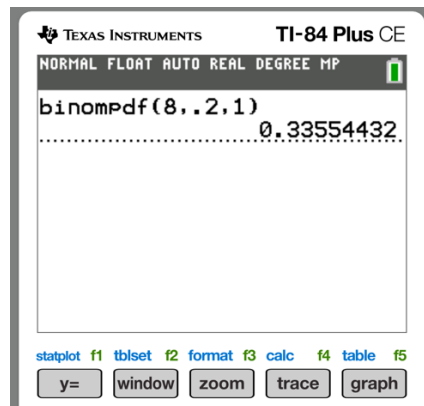 TEXAS INSTRUMENTS TI-84 Plus CE
NORMAL FLOAT AUTO REAL DEGREE MP
binompdf(8,.2,1)
0.33554432
statplot f1 tblset f2 format f3 calc f4 table f5
y= window zoom trace graph